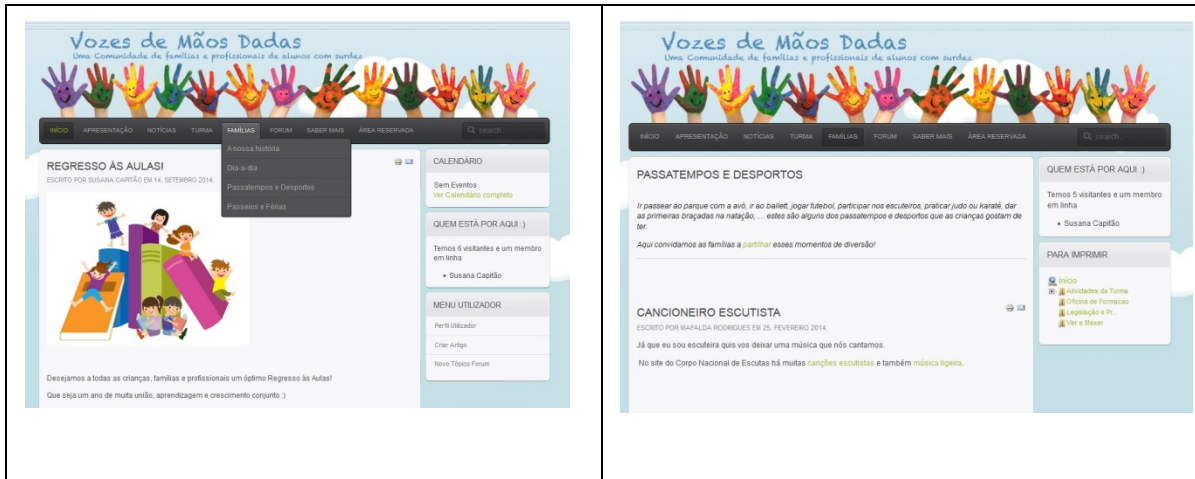 Vozes de Mãos Dadas
Uma Comunidade de famílias e profissionais de alunos com surdez
INÍCIO APRESENTAÇÃO NOTÍCIAS TURMA FAMÍLIAS FORUM SABER MAIS ÁREA RESERVADA search...
A nossa história
Dia-a-dia
Passatempos e Desportos
Passeios e Férias
REGRESSO ÀS AULAS!
ESCRITO POR SUSANA CAPITÃO EM 14. SETEMBRO 2014.
Desejamos a todas as crianças, famílias e profissionais um óptimo Regresso às Aulas!
Que seja um ano de muita união, aprendizagem e crescimento conjunto ;)
CALENDÁRIO
Sem Eventos
Ver Calendário completo
QUEM ESTÁ POR AQUI :)
Temos 6 visitantes e um membro
em linha
Susana Capitão
MENU UTILIZADOR
Perfil Utilizador
Criar Artigo
Novo Tópico Forum
Vozes de Mãos Dadas
Uma Comunidade de famílias e profissionais de alunos com surdez
INÍCIO APRESENTAÇÃO NOTÍCIAS TURMA FAMÍLIAS FORUM SABER MAIS ÁREA RESERVADA search...
PASSATEMPOS E DESPORTOS
Ir passear ao parque com a avó, ir ao ballett, jogar futebol, participar nos escuteiros, praticar judo ou karaté, dar
as primeiras braçadas na natação, ... estes são alguns dos passatempos e desportos que as crianças gostam de
ter.
Aqui convidamos as famílias a partilhar esses momentos de diversão!
CANCIONEIRO ESCUTISTA
ESCRITO POR MAFALDA RODRIGUES EM 25. FEVEREIRO 2014.
Já que eu sou escuteira quis vos deixar uma música que nós cantamos.
No site do Corpo Nacional de Escutas há muitas canções escutistas e também música ligeira.
QUEM ESTÁ POR AQUI :)
Temos 5 visitantes e um membro
em linha
Susana Capitão
PARA IMPRIMIR
Início
Atividades da Turma
Oficina de Formacao
Legislação e Pr...
Ver e Mexer